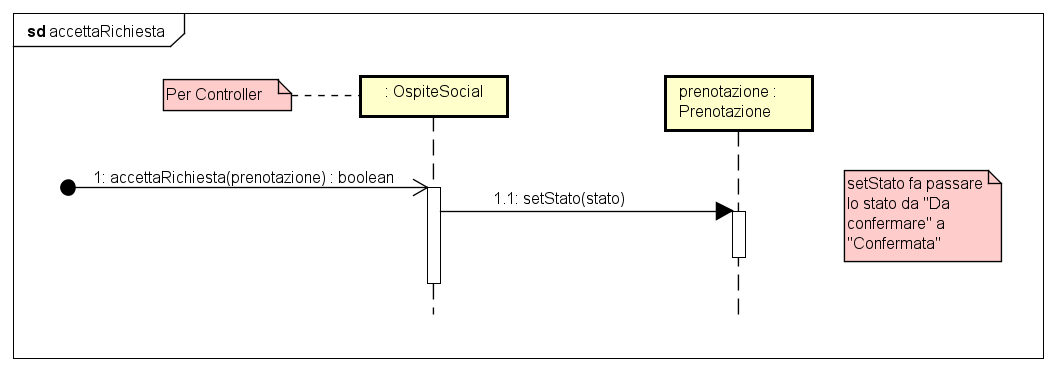 sd accettaRichiesta
Per Controller
: OspiteSocial
prenotazione :
Prenotazione
1: accettaRichiesta(prenotazione) : boolean
1.1: setStato(stato)
setStato fa passare
lo stato da "Da
confermare" a
"Confermata"